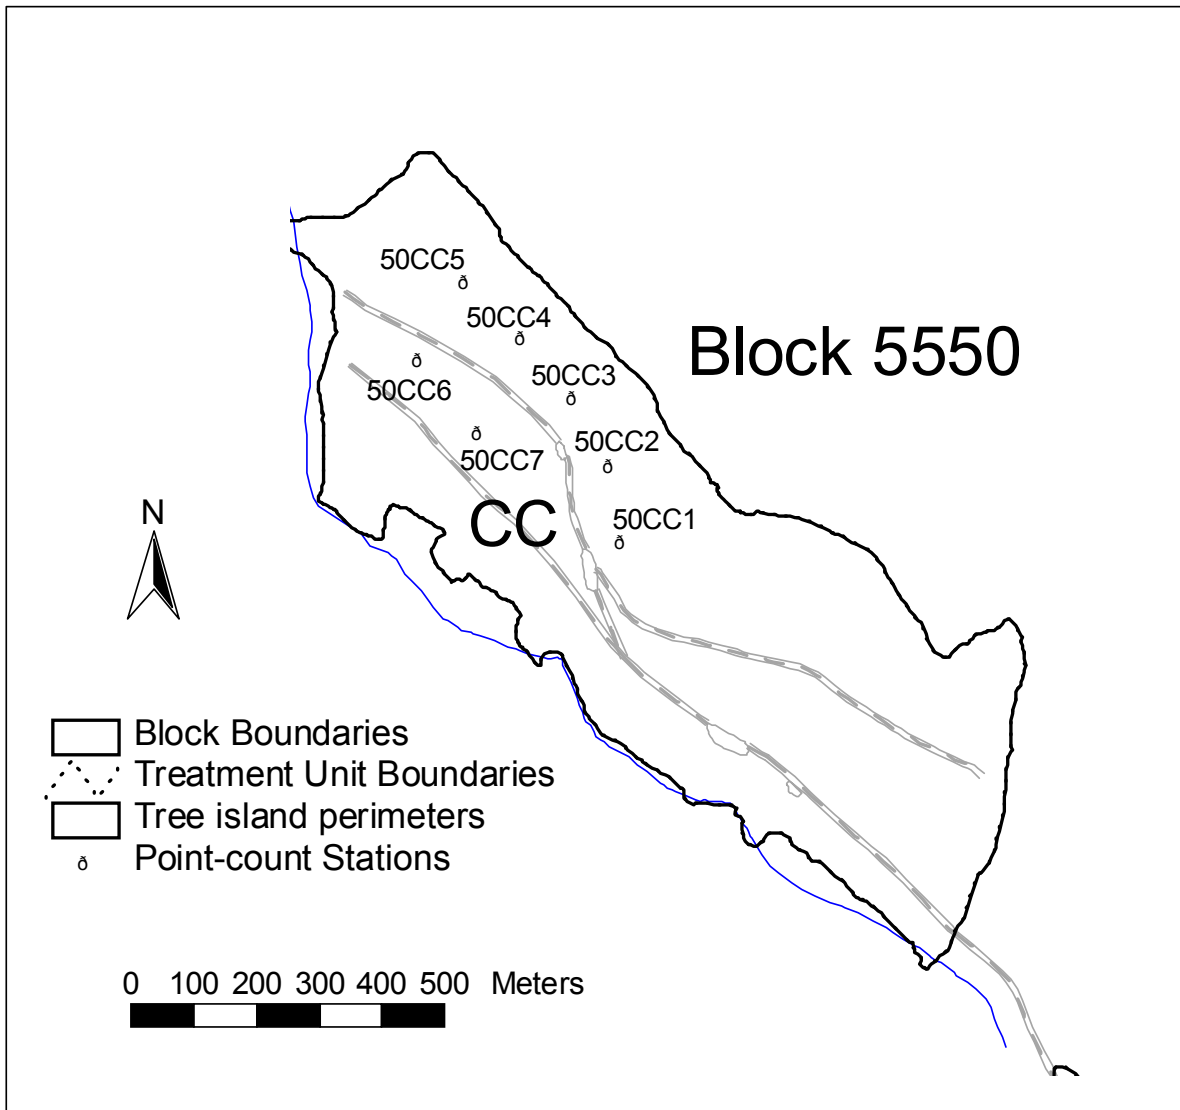 50CC5
50CC4
Block 5550
50CC3
50CC6
50CC2
50CC7
CC
50CC1
N
Block Boundaries
Treatment Unit Boundaries
Tree island perimeters
ð Point-count Stations
0 100 200 300 400 500 Meters